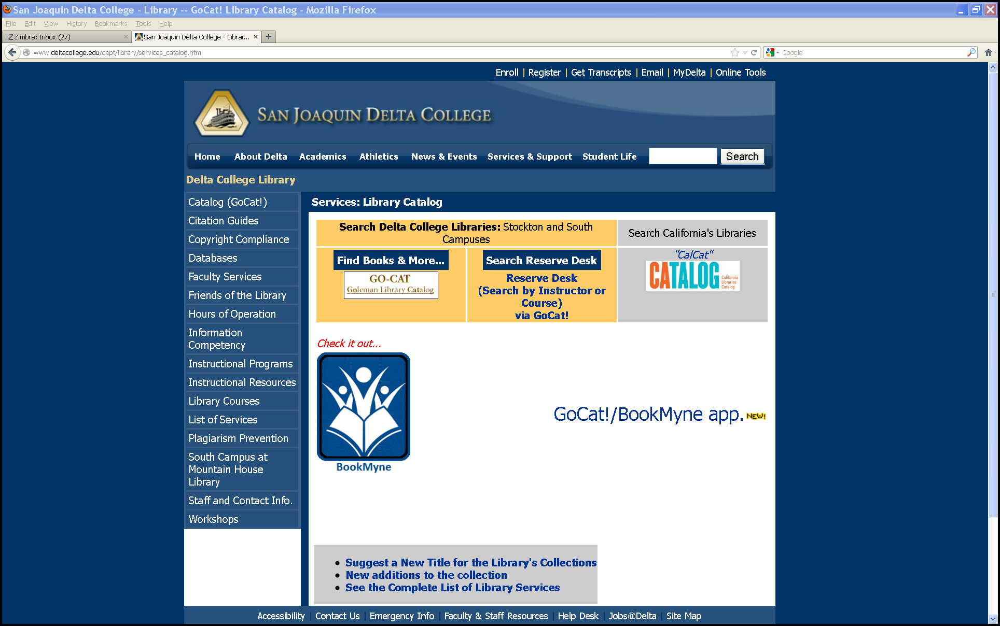 San Joaquin Delta College - Library -- GoCat! Library Catalog - Mozilla Firefox
File Edit View History Bookmarks Tools Help
Zimbra: Inbox (27)
San Joaquin Delta College - Librar...
www.deltacollege.edu/dept/library/services_catalog.html
Google
Enroll | Register | Get Transcripts | Email | MyDelta | Online Tools
SAN JOAQUIN DELTA COLLEGE
Home About Delta Academics Athletics News & Events Services & Support Student Life Search
Delta College Library
Catalog (GoCat!)
Citation Guides
Copyright Compliance
Databases
Faculty Services
Friends of the Library
Hours of Operation
Information
Competency
Instructional Programs
Instructional Resources
Library Courses
List of Services
Plagiarism Prevention
South Campus at
Mountain House
Library
Staff and Contact Info.
Workshops
Services: Library Catalog
Search Delta College Libraries: Stockton and South
Campuses
Search California's Libraries
Find Books & More...
GO-CAT
Goleman Library Catalog
Search Reserve Desk
Reserve Desk
(Search by Instructor or
Course)
via GoCat!
"CalCat"
CATALOG
California
Libraries
Catalog
Check it out...
BookMyne
GoCat!/BookMyne app. NEW!
• Suggest a New Title for the Library's Collections
• New additions to the collection
• See the Complete List of Library Services
Accessibility | Contact Us | Emergency Info | Faculty & Staff Resources | Help Desk | Jobs@Delta | Site Map